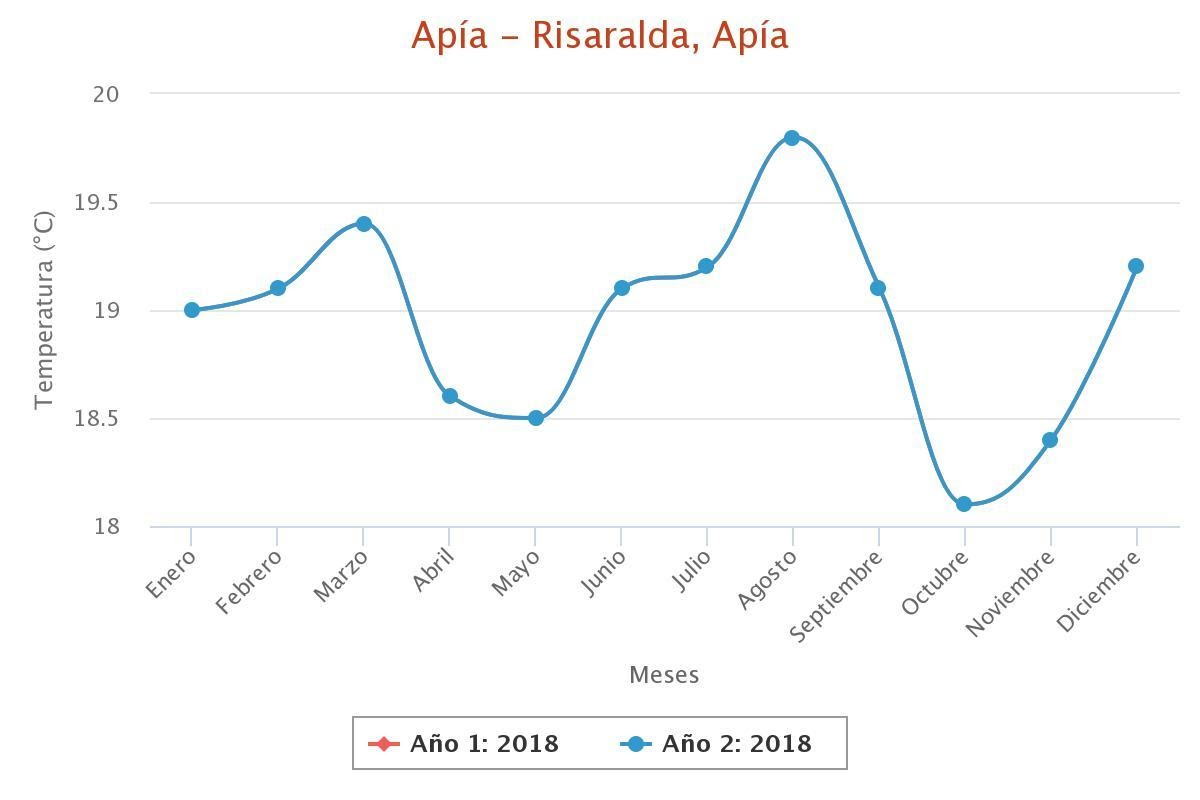 Apía – Risaralda, Apía
20
19.5
19
18.5
18
Temperatura (°C)
Enero
Febrero
Marzo
Abril
Mayo
Junio
Julio
Agosto
Septiembre
Octubre
Noviembre
Diciembre
Meses
Año 1: 2018 Año 2: 2018